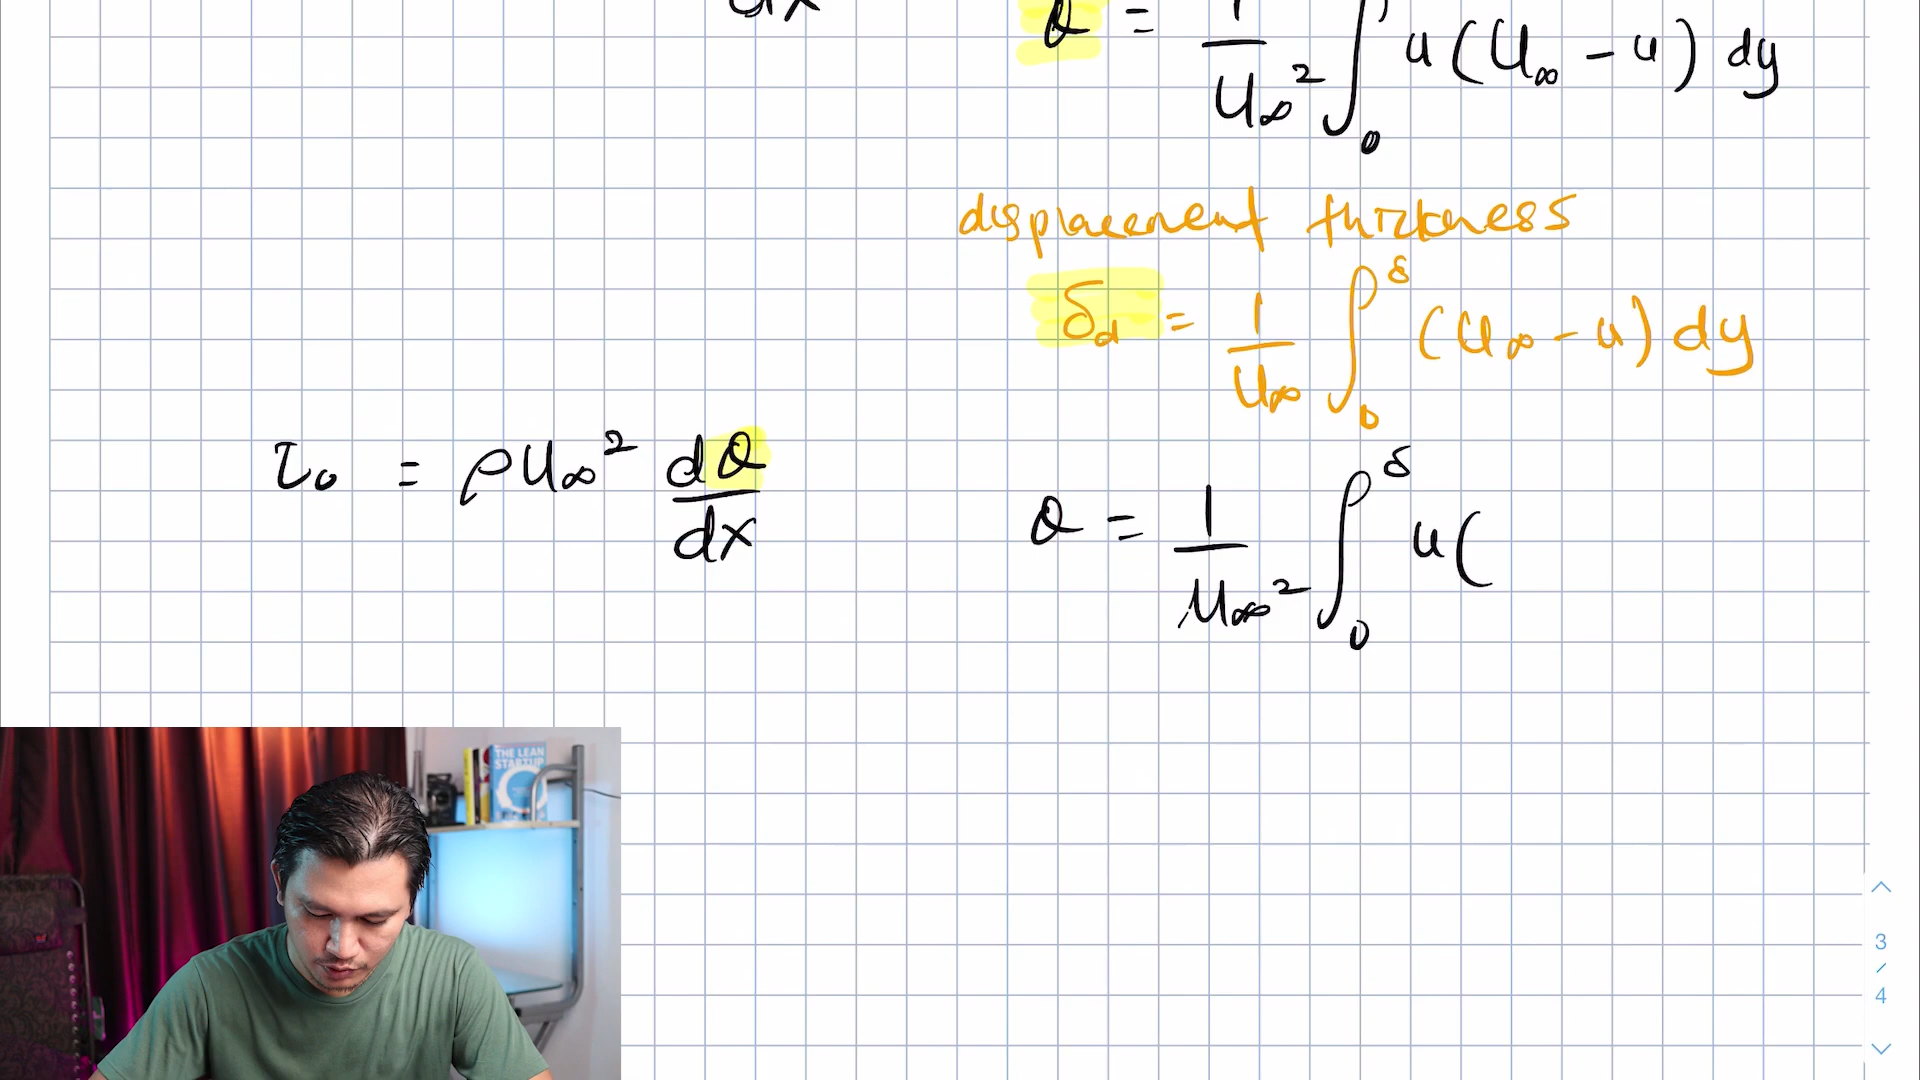 dx
θ = 1/U∞² ∫₀ u (U∞ - u) dy
displacement thickness
δd = 1/U∞ ∫₀^δ (U∞ - u) dy
τ₀ = ρU∞² dθ/dx
θ = 1/U∞² ∫₀^δ u (
THE LEAN
STARTUP
3
/
4